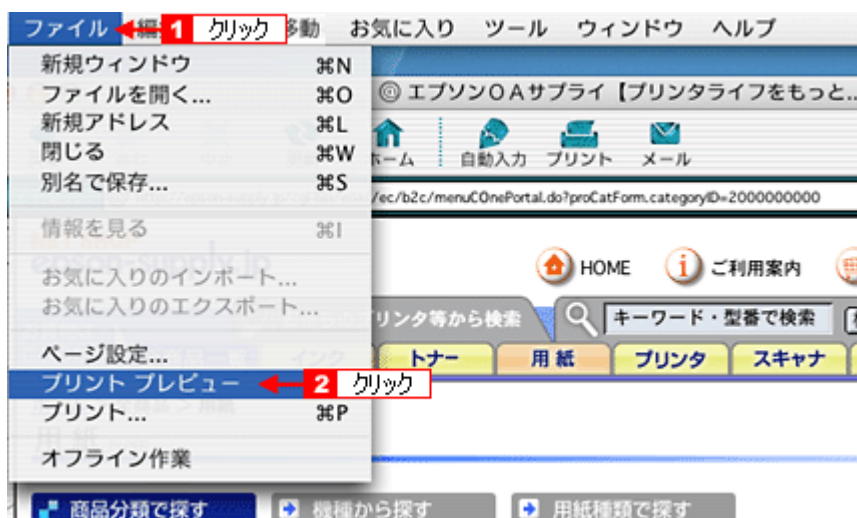 ファイル 1 クリック 移動 お気に入り ツール ウィンドウ ヘルプ
新規ウィンドウ ⌘N
ファイルを開く... ⌘O
@ エプソンOAサプライ【プリンタライフをもっと...
新規アドレス ⌘L
閉じる ⌘W
ホーム 自動入力 プリント メール
別名で保存... ⌘S
/ec/b2c/menuCOnePortal.do?proCatForm.categoryID=2000000000
情報を見る ⌘I
HOME ご利用案内
お気に入りのインポート...
お気に入りのエクスポート...
プリンタ等から検索 キーワード・型番で検索
ページ設定...
インク トナー 用紙 プリンタ スキャナ
プリント プレビュー 2 クリック
プリント... ⌘P
オフライン作業
商品分類で探す 機種から探す 用紙種類で探す